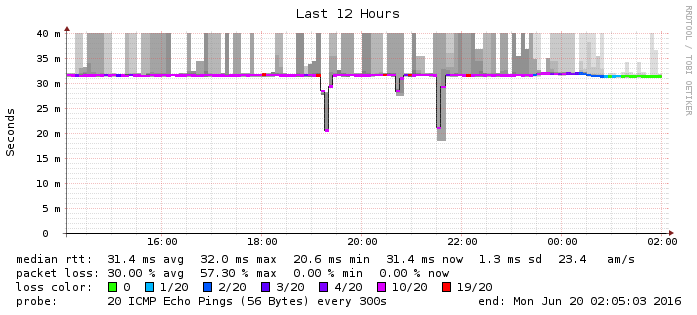 Last 12 Hours
RRDTOOL / TOBI OETIKER
Seconds
40 m
35 m
30 m
25 m
20 m
15 m
10 m
5 m
0
16:00 18:00 20:00 22:00 00:00 02:00
median rtt: 31.4 ms avg 32.0 ms max 20.6 ms min 31.4 ms now 1.3 ms sd 23.4 am/s
packet loss: 30.00 % avg 57.30 % max 0.00 % min 0.00 % now
loss color: 0 1/20 2/20 3/20 4/20 10/20 19/20
probe: 20 ICMP Echo Pings (56 Bytes) every 300s end: Mon Jun 20 02:05:03 2016